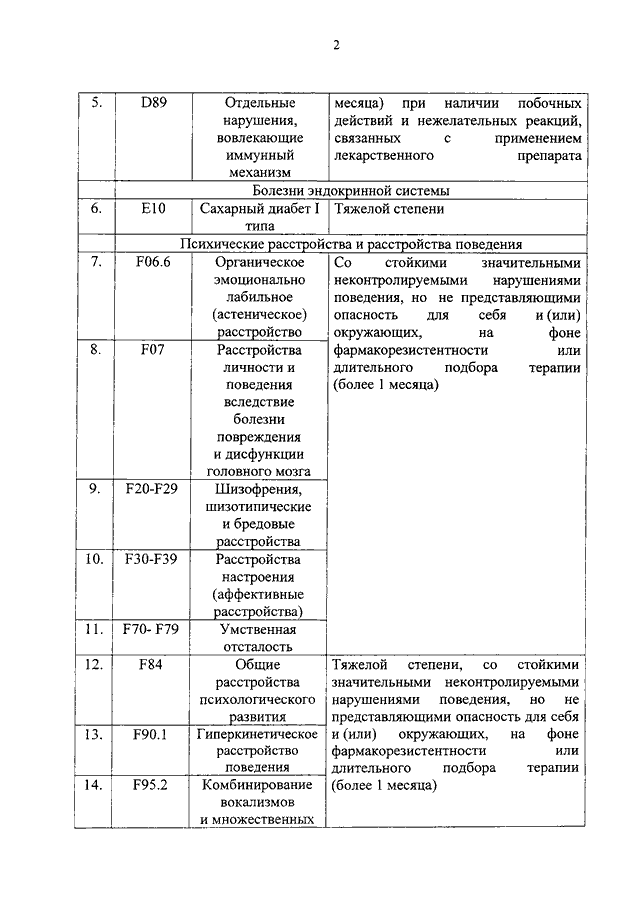 2
5. D89 Отдельные нарушения, вовлекающие иммунный механизм
месяца) при наличии побочных
действий и нежелательных реакций,
связанных с применением
лекарственного препарата
Болезни эндокринной системы
6. E10 Сахарный диабет I типа
Тяжелой степени
Психические расстройства и расстройства поведения
7. F06.6 Органическое
эмоционально
лабильное
(астеническое)
расстройство
Со стойкими значительными
неконтролируемыми нарушениями
поведения, но не представляющими
опасность для себя и (или)
окружающих, на фоне
фармакорезистентности или
длительного подбора терапии
(более 1 месяца)
8. F07 Расстройства
личности и
поведения
вследствие
болезни
повреждения
и дисфункции
головного мозга
9. F20-F29 Шизофрения,
шизотипические
и бредовые
расстройства
10. F30-F39 Расстройства
настроения
(аффективные
расстройства)
11. F70- F79 Умственная
отсталость
12. F84 Общие
расстройства
психологического
развития
Тяжелой степени, со стойкими
значительными неконтролируемыми
нарушениями поведения, но не
представляющими опасность для себя
и (или) окружающих, на фоне
фармакорезистентности или
длительного подбора терапии
(более 1 месяца)
13. F90.1 Гиперкинетическое
расстройство
поведения
14. F95.2 Комбинирование
вокализмов
и множественных